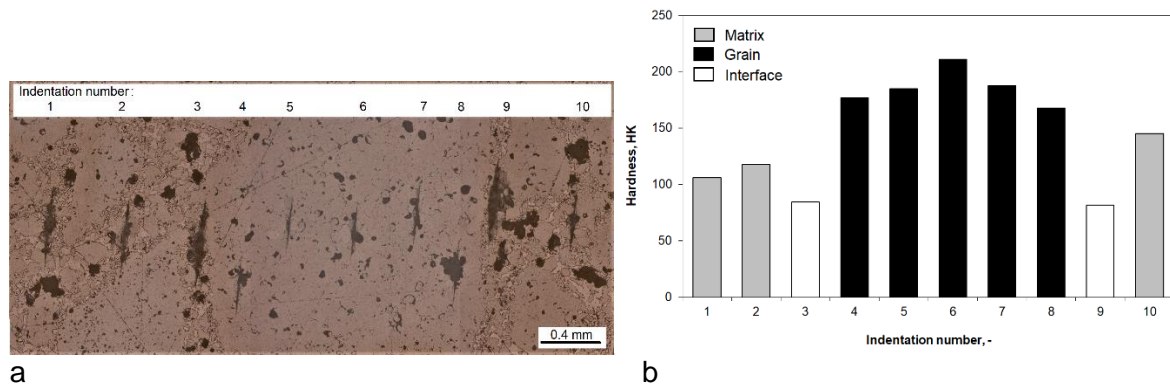 Indentation number:
1 2 3 4 5 6 7 8 9 10
0.4 mm
a
250
200
150
100
50
0
Hardness, HK
Matrix
Grain
Interface
1 2 3 4 5 6 7 8 9 10
Indentation number, -
b